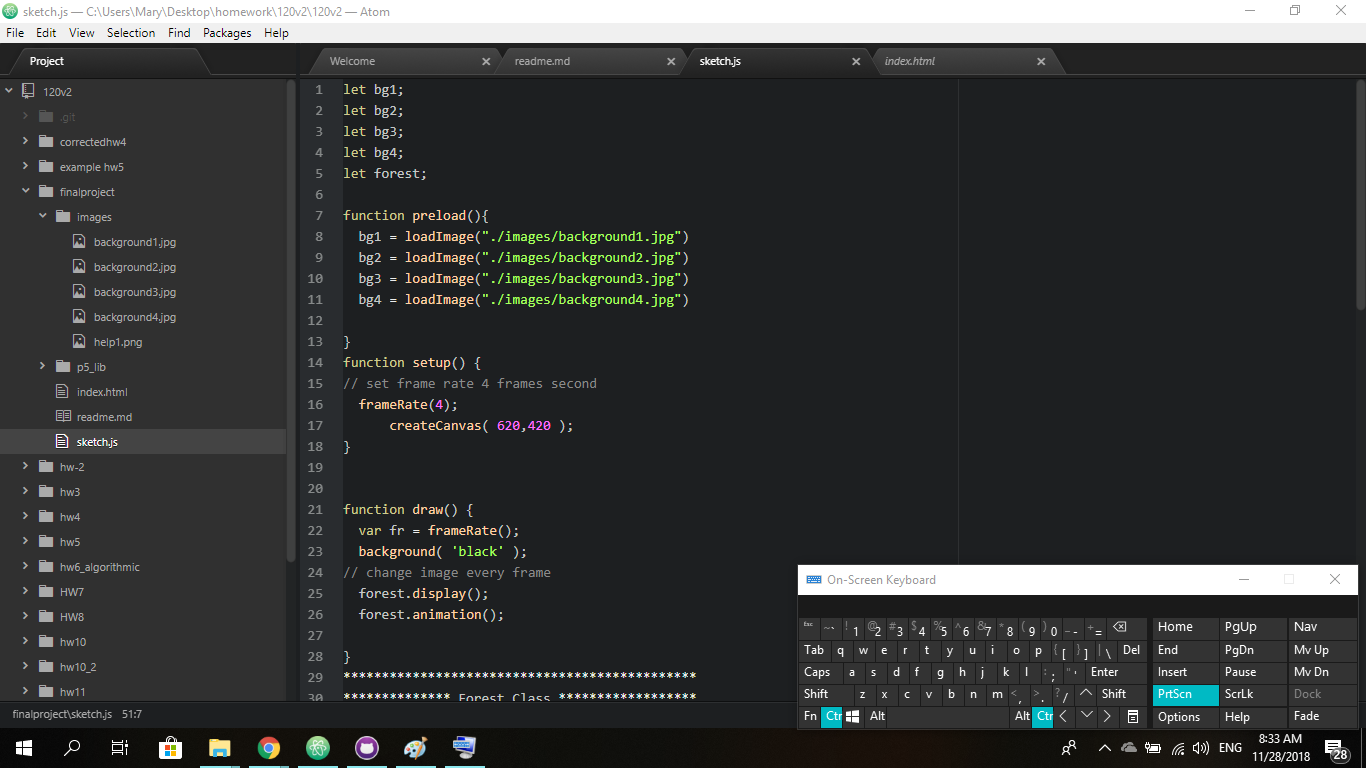 sketch.js — C:\Users\Mary\Desktop\homework\120v2\120v2 — Atom
File Edit View Selection Find Packages Help
Project
Welcome
readme.md
sketch.js
index.html
120v2
.git
correctedhw4
example hw5
finalproject
images
background1.jpg
background2.jpg
background3.jpg
background4.jpg
help1.png
p5_lib
index.html
readme.md
sketch.js
hw-2
hw3
hw4
hw5
hw6_algorithmic
HW7
HW8
hw10
hw10_2
hw11
1 let bg1;
2 let bg2;
3 let bg3;
4 let bg4;
5 let forest;
6
7 function preload(){
8 bg1 = loadImage("./images/background1.jpg")
9 bg2 = loadImage("./images/background2.jpg")
10 bg3 = loadImage("./images/background3.jpg")
11 bg4 = loadImage("./images/background4.jpg")
12
13 }
14 function setup() {
15 // set frame rate 4 frames second
16 frameRate(4);
17 createCanvas( 620,420 );
18 }
19
20
21 function draw() {
22 var fr = frameRate();
23 background( 'black' );
24 // change image every frame
25 forest.display();
26 forest.animation();
27
28 }
29 **********************************************
30 ************** Forest Class ******************
finalproject\sketch.js 51:7
On-Screen Keyboard
esc ~` !1 @2 #3 $4 %5 ^6 &7 *8 (9 )0 _- += Home PgUp Nav
Tab q w e r t y u i o p {[ }] |\ Del End PgDn Mv Up
Caps a s d f g h j k l :; "' Enter Insert Pause Mv Dn
Shift z x c v b n m <, >. ?/ Shift PrtScn ScrLk Dock
Fn Ctr Alt Alt Ctr Options Help Fade
ENG
8:33 AM
11/28/2018
28